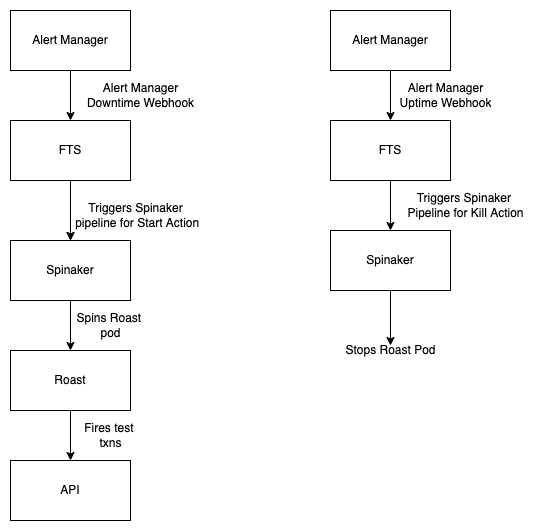 Alert Manager
Alert Manager
Downtime Webhook
FTS
Triggers Spinaker
pipeline for Start Action
Spinaker
Spins Roast
pod
Roast
Fires test
txns
API
Alert Manager
Alert Manager
Uptime Webhook
FTS
Triggers Spinaker
Pipeline for Kill Action
Spinaker
Stops Roast Pod